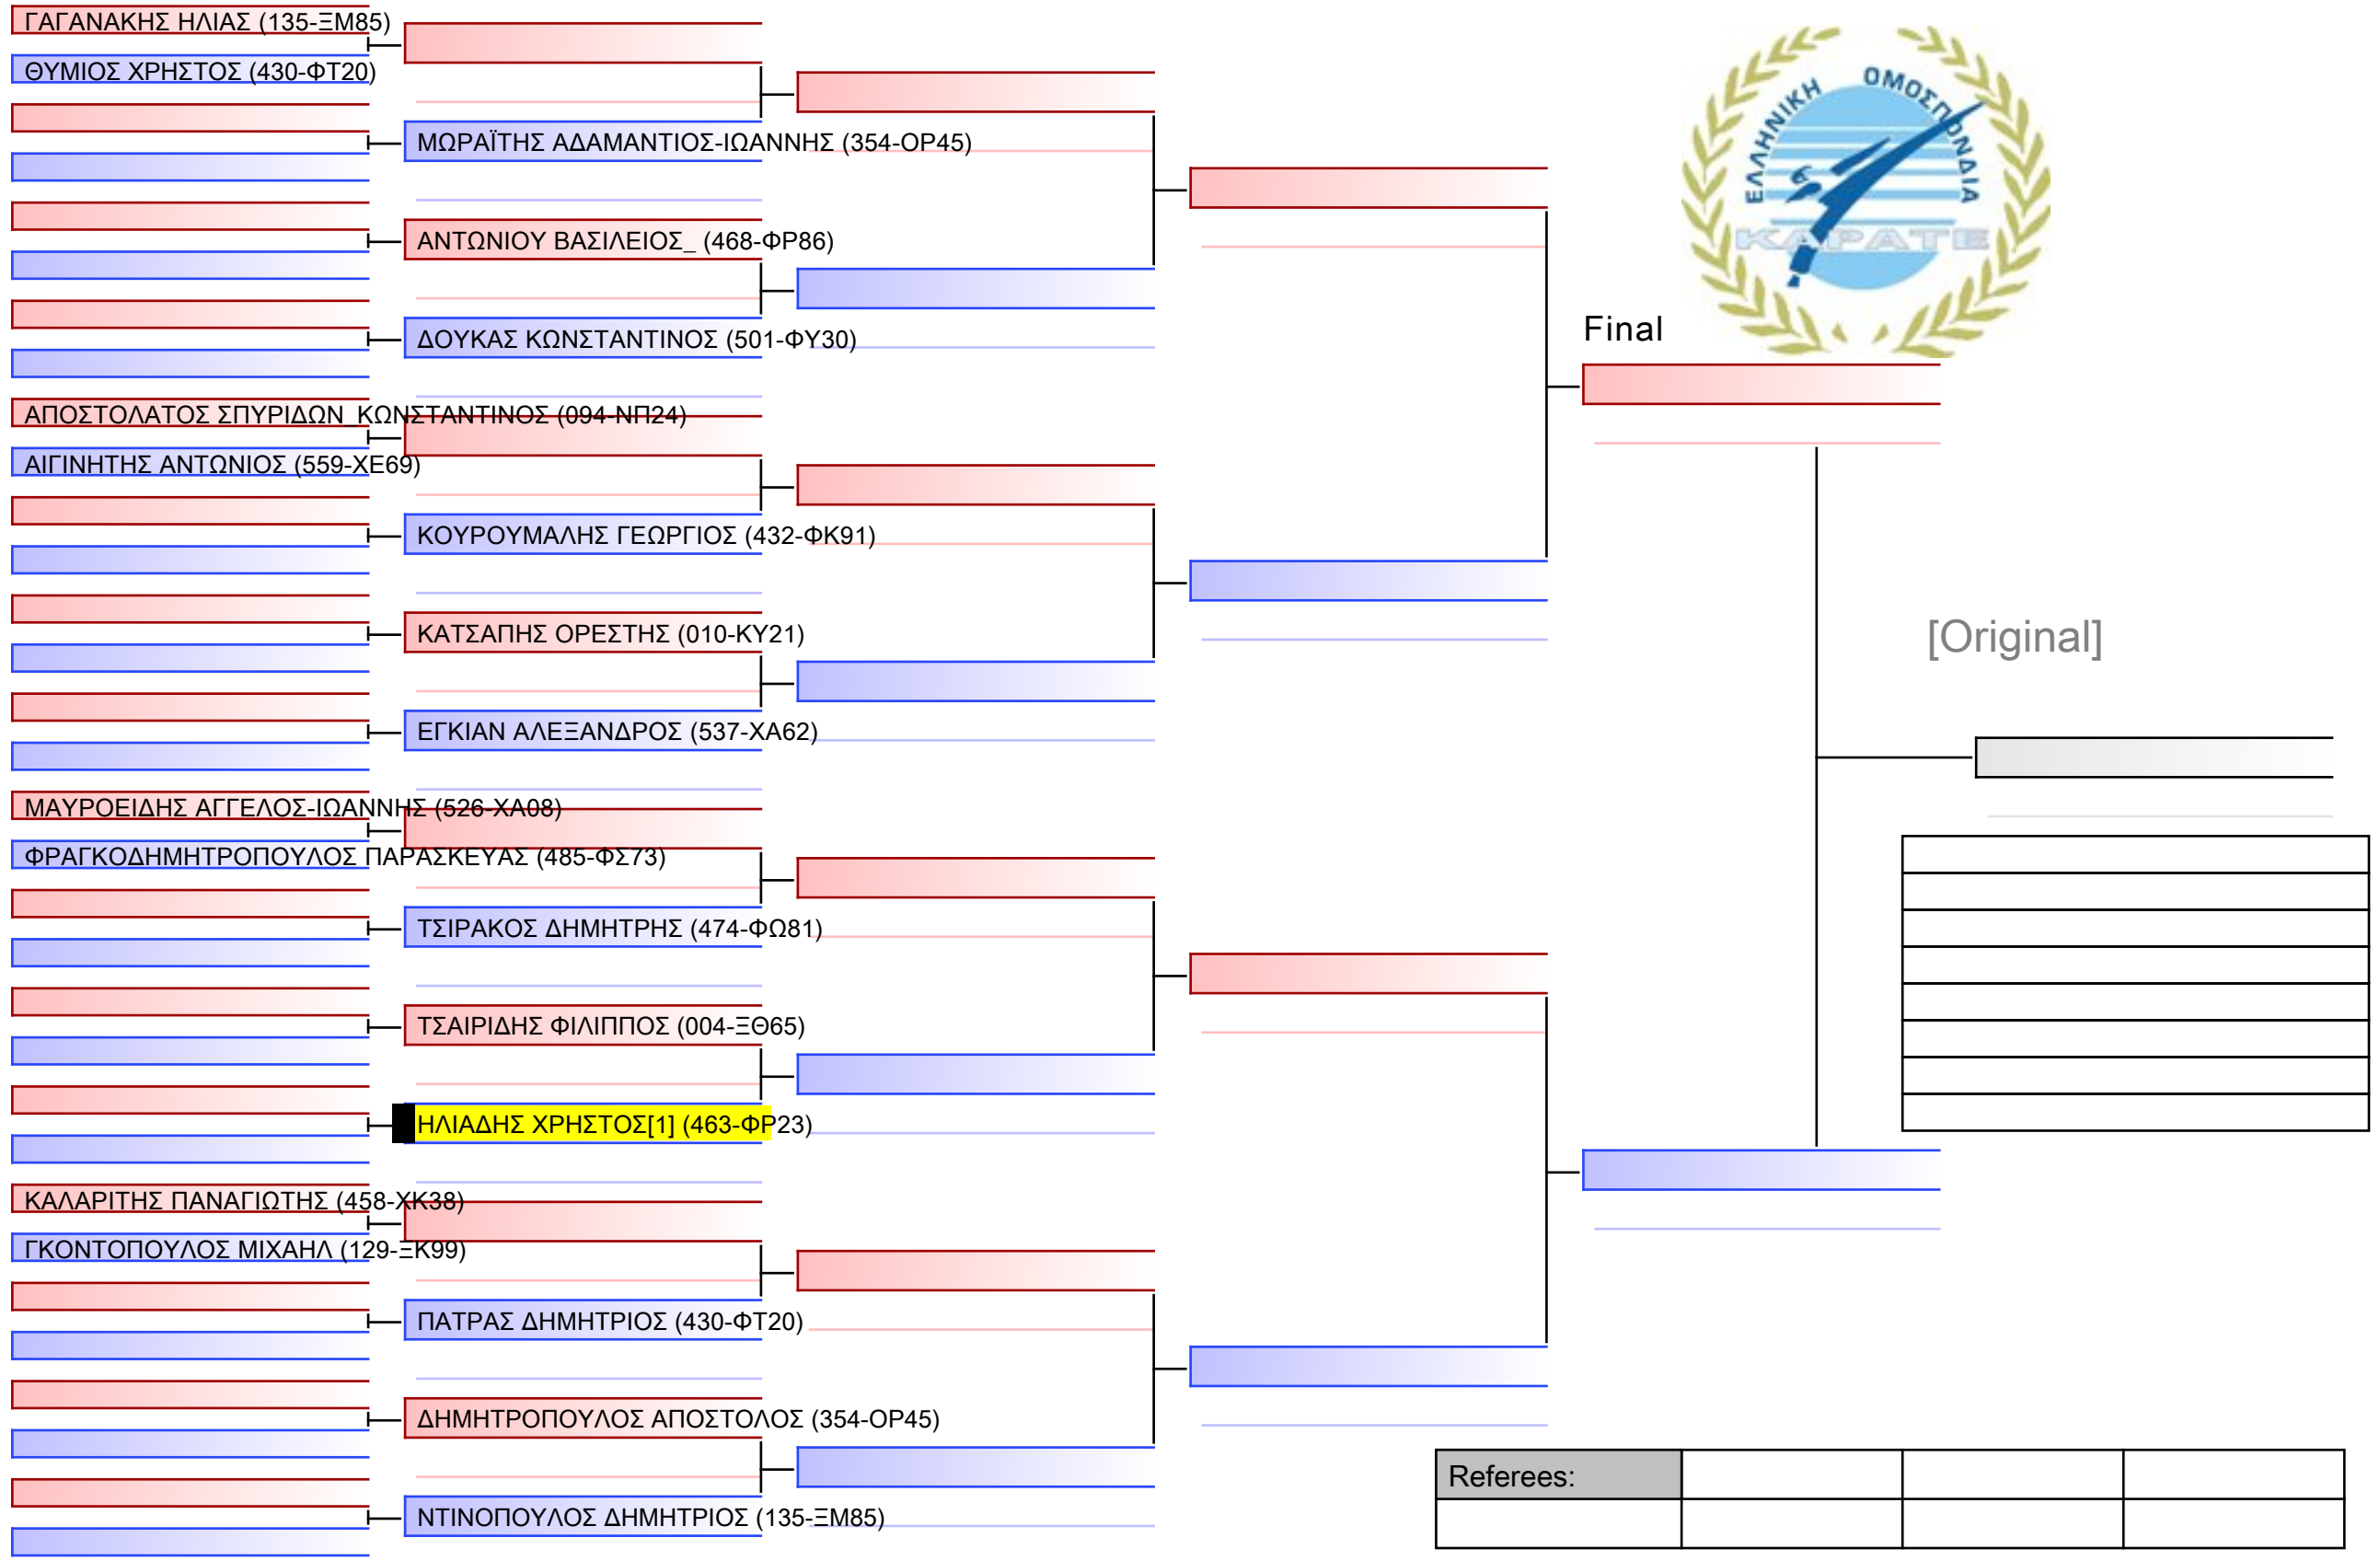 ΓΑΓΑΝΑΚΗΣ ΗΛΙΑΣ (135-ΞΜ85)
ΘΥΜΙΟΣ ΧΡΗΣΤΟΣ (430-ΦΤ20)
ΜΩΡΑΪΤΗΣ ΑΔΑΜΑΝΤΙΟΣ-ΙΩΑΝΝΗΣ (354-ΟΡ45)
ΑΝΤΩΝΙΟΥ ΒΑΣΙΛΕΙΟΣ_ (468-ΦΡ86)
ΔΟΥΚΑΣ ΚΩΝΣΤΑΝΤΙΝΟΣ (501-ΦΥ30)
ΑΠΟΣΤΟΛΑΤΟΣ ΣΠΥΡΙΔΩΝ_ΚΩΝΣΤΑΝΤΙΝΟΣ (094-ΝΠ24)
ΑΙΓΙΝΗΤΗΣ ΑΝΤΩΝΙΟΣ (559-ΧΕ69)
ΚΟΥΡΟΥΜΑΛΗΣ ΓΕΩΡΓΙΟΣ (432-ΦΚ91)
ΚΑΤΣΑΠΗΣ ΟΡΕΣΤΗΣ (010-ΚΥ21)
ΕΓΚΙΑΝ ΑΛΕΞΑΝΔΡΟΣ (537-ΧΑ62)
ΜΑΥΡΟΕΙΔΗΣ ΑΓΓΕΛΟΣ-ΙΩΑΝΝΗΣ (526-ΧΑ08)
ΦΡΑΓΚΟΔΗΜΗΤΡΟΠΟΥΛΟΣ ΠΑΡΑΣΚΕΥΑΣ (485-ΦΣ73)
ΤΣΙΡΑΚΟΣ ΔΗΜΗΤΡΗΣ (474-ΦΩ81)
ΤΣΑΙΡΙΔΗΣ ΦΙΛΙΠΠΟΣ (004-ΞΘ65)
ΗΛΙΑΔΗΣ ΧΡΗΣΤΟΣ[1] (463-ΦΡ23)
ΚΑΛΑΡΙΤΗΣ ΠΑΝΑΓΙΩΤΗΣ (458-ΧΚ38)
ΓΚΟΝΤΟΠΟΥΛΟΣ ΜΙΧΑΗΛ (129-ΞΚ99)
ΠΑΤΡΑΣ ΔΗΜΗΤΡΙΟΣ (430-ΦΤ20)
ΔΗΜΗΤΡΟΠΟΥΛΟΣ ΑΠΟΣΤΟΛΟΣ (354-ΟΡ45)
ΝΤΙΝΟΠΟΥΛΟΣ ΔΗΜΗΤΡΙΟΣ (135-ΞΜ85)
ΕΛΛΗΝΙΚΗ ΟΜΟΣΠΟΝΔΙΑ
ΚΑΡΑΤΕ
Final
[Original]
Referees: